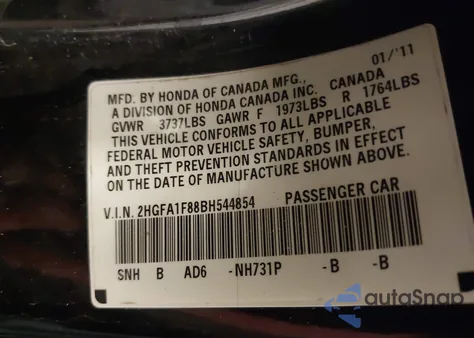 01/'11
MFD. BY HONDA OF CANADA MFG.,
A DIVISION OF HONDA CANADA INC. CANADA
GVWR 3737LBS GAWR F 1973LBS R 1764LBS
THIS VEHICLE CONFORMS TO ALL APPLICABLE
FEDERAL MOTOR VEHICLE SAFETY, BUMPER,
AND THEFT PREVENTION STANDARDS IN EFFECT
ON THE DATE OF MANUFACTURE SHOWN ABOVE.
V.I.N. 2HGFA1F88BH544854 PASSENGER CAR
SNH B AD6 -NH731P -B -B
autoSnap